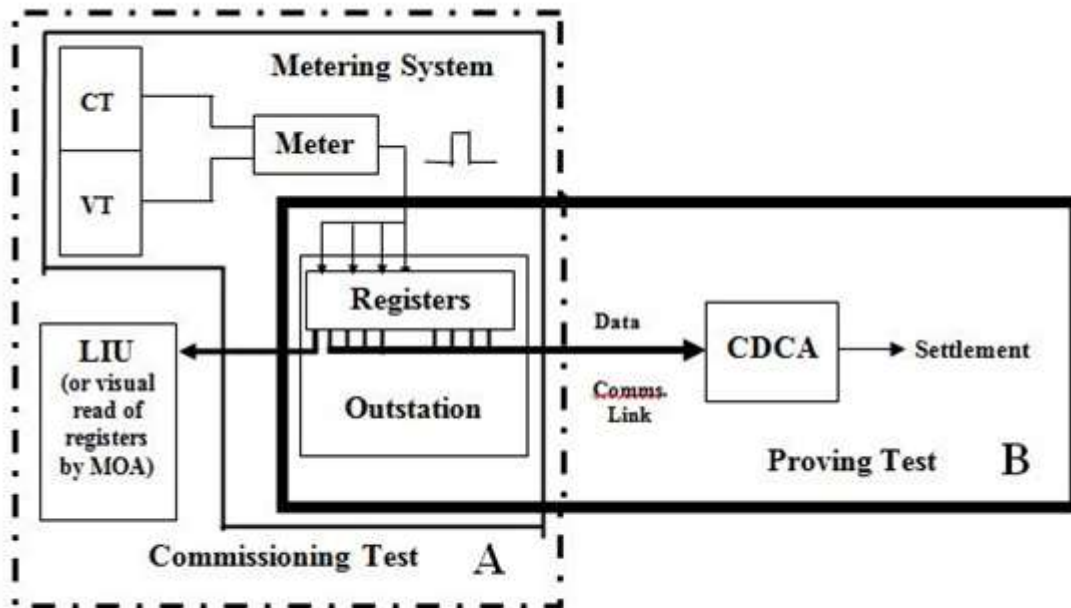 Metering System
CT
VT
Meter
Registers
Outstation
LIU
(or visual
read of
registers
by MOA)
Data
Comms.
Link
CDCA
Settlement
Proving Test B
Commissioning Test A